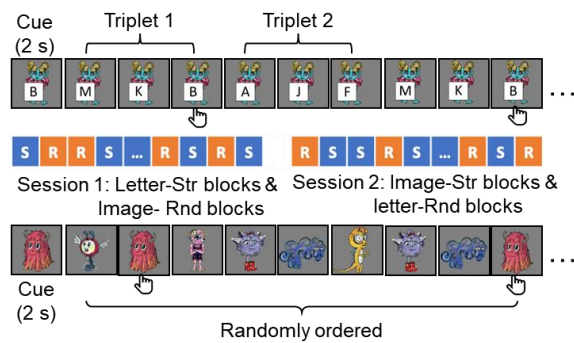 Cue
(2 s)
Triplet 1
Triplet 2
B M K B A J F M K B ...
S R R S ... R S R S
R S S R S ... R S R
Session 1: Letter-Str blocks &
Image- Rnd blocks
Session 2: Image-Str blocks &
letter-Rnd blocks
...
Cue
(2 s)
Randomly ordered